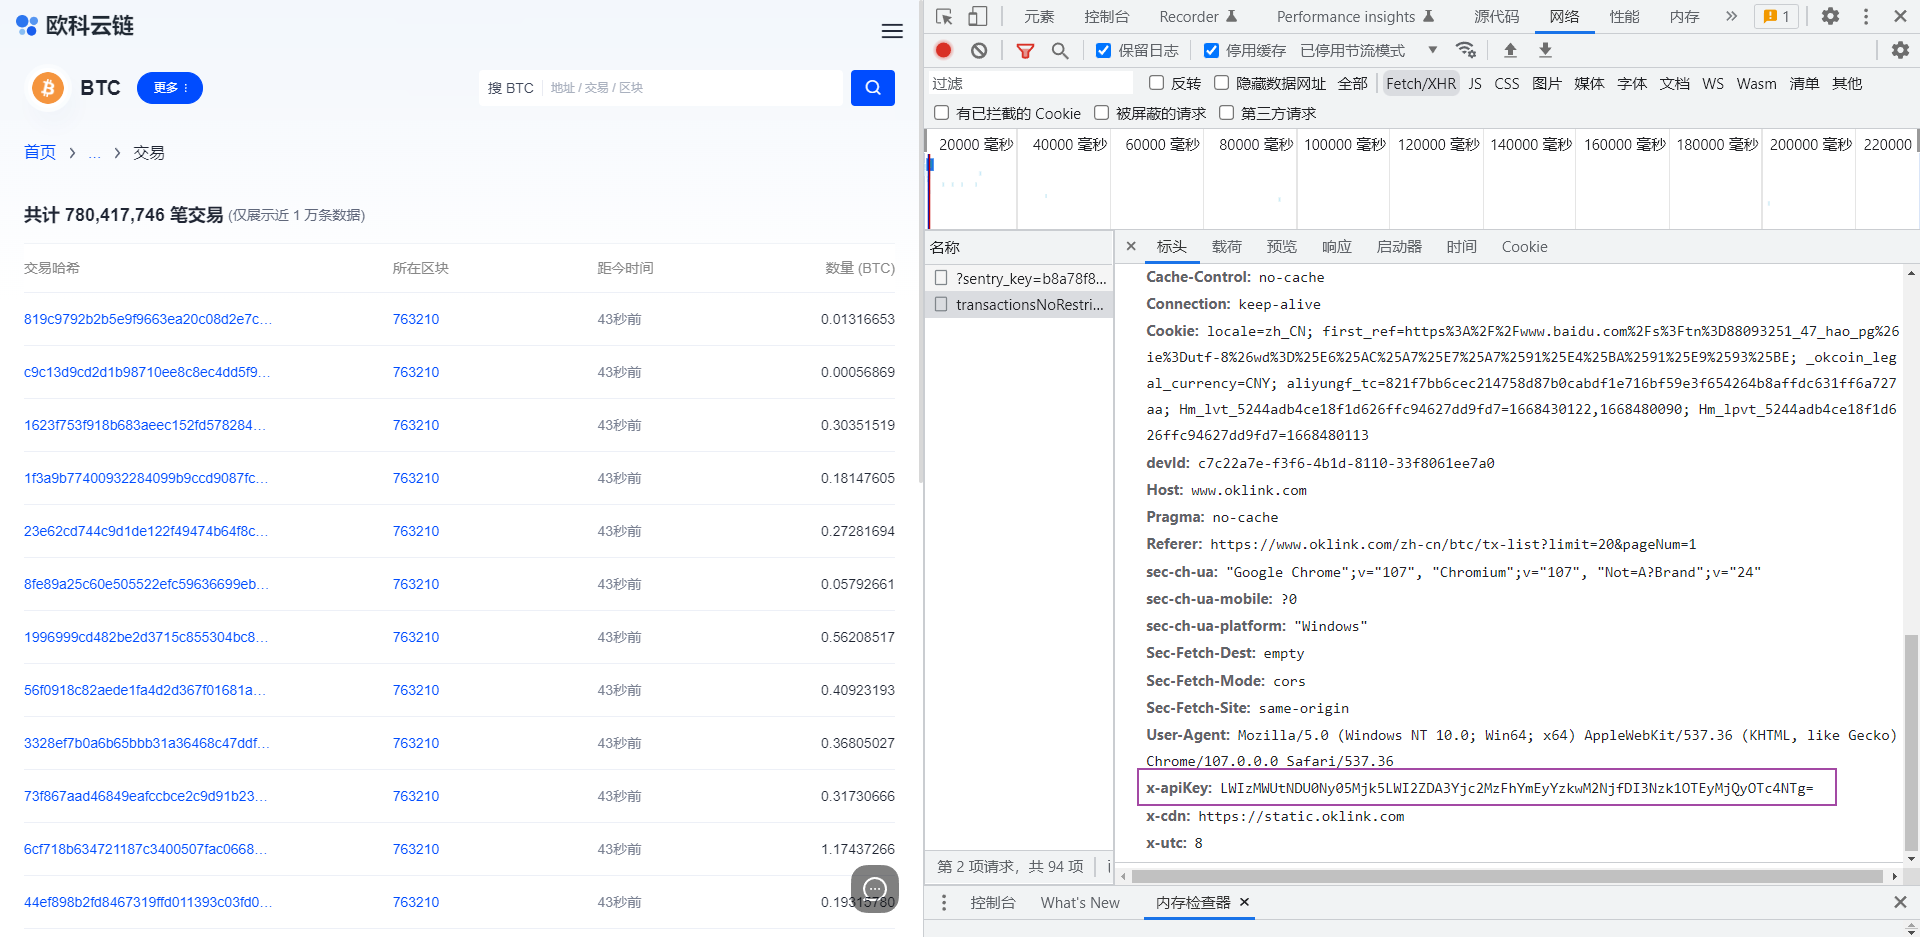 欧科云链
BTC
更多
搜 BTC
地址 / 交易 / 区块
首页 > ... > 交易
共计 780,417,746 笔交易 (仅展示近 1 万条数据)
交易哈希 所在区块 距今时间 数量 (BTC)
819c9792b2b5e9f9663ea20c08d2e7c... 763210 43秒前 0.01316653
c9c13d9cd2d1b98710ee8c8ec4dd5f9... 763210 43秒前 0.00056869
1623f753f918b683aeec152fd578284... 763210 43秒前 0.30351519
1f3a9b77400932284099b9ccd9087fc... 763210 43秒前 0.18147605
23e62cd744c9d1de122f49474b64f8c... 763210 43秒前 0.27281694
8fe89a25c60e505522efc59636699eb... 763210 43秒前 0.05792661
1996999cd482be2d3715c855304bc8... 763210 43秒前 0.56208517
56f0918c82aede1fa4d2d367f01681a... 763210 43秒前 0.40923193
3328ef7b0a6b65bbb31a36468c47ddf... 763210 43秒前 0.36805027
73f867aad46849eafccbce2c9d91b23... 763210 43秒前 0.31730666
6cf718b634721187c3400507fac0668... 763210 43秒前 1.17437266
44ef898b2fd8467319ffd011393c03fd0... 763210 43秒前 0.19315780
元素 控制台 Recorder Performance insights 源代码 网络 性能 内存 » 1
保留日志 停用缓存 已停用节流模式
过滤 反转 隐藏数据网址 全部 Fetch/XHR JS CSS 图片 媒体 字体 文档 WS Wasm 清单 其他
有已拦截的 Cookie 被屏蔽的请求 第三方请求
20000 毫秒 40000 毫秒 60000 毫秒 80000 毫秒 100000 毫秒 120000 毫秒 140000 毫秒 160000 毫秒 180000 毫秒 200000 毫秒 220000
名称
?sentry_key=b8a78f8...
transactionsNoRestri...
第 2 项请求，共 94 项
标头 载荷 预览 响应 启动器 时间 Cookie
Cache-Control: no-cache
Connection: keep-alive
Cookie: locale=zh_CN; first_ref=https%3A%2F%2Fwww.baidu.com%2Fs%3Ftn%3D88093251_47_hao_pg%26
ie%3Dutf-8%26wd%3D%25E6%25AC%25A7%25E7%25A7%2591%25E4%25BA%2591%25E9%2593%25BE; _okcoin_leg
al_currency=CNY; aliyungf_tc=821f7bb6cec214758d87b0cabdf1e716bf59e3f654264b8affdc631ff6a727
aa; Hm_lvt_5244adb4ce18f1d626ffc94627dd9fd7=1668430122,1668480090; Hm_lpvt_5244adb4ce18f1d6
26ffc94627dd9fd7=1668480113
devId: c7c22a7e-f3f6-4b1d-8110-33f8061ee7a0
Host: www.oklink.com
Pragma: no-cache
Referer: https://www.oklink.com/zh-cn/btc/tx-list?limit=20&pageNum=1
sec-ch-ua: "Google Chrome";v="107", "Chromium";v="107", "Not=A?Brand";v="24"
sec-ch-ua-mobile: ?0
sec-ch-ua-platform: "Windows"
Sec-Fetch-Dest: empty
Sec-Fetch-Mode: cors
Sec-Fetch-Site: same-origin
User-Agent: Mozilla/5.0 (Windows NT 10.0; Win64; x64) AppleWebKit/537.36 (KHTML, like Gecko)
Chrome/107.0.0.0 Safari/537.36
x-apiKey: LWIzMWUtNDU0Ny05Mjk5LWI2ZDA3Yjc2MzFhYmEyYzkwM2NjfDI3Nzk1OTEyMjQyOTc4NTg=
x-cdn: https://static.oklink.com
x-utc: 8
控制台 What's New 内存检查器